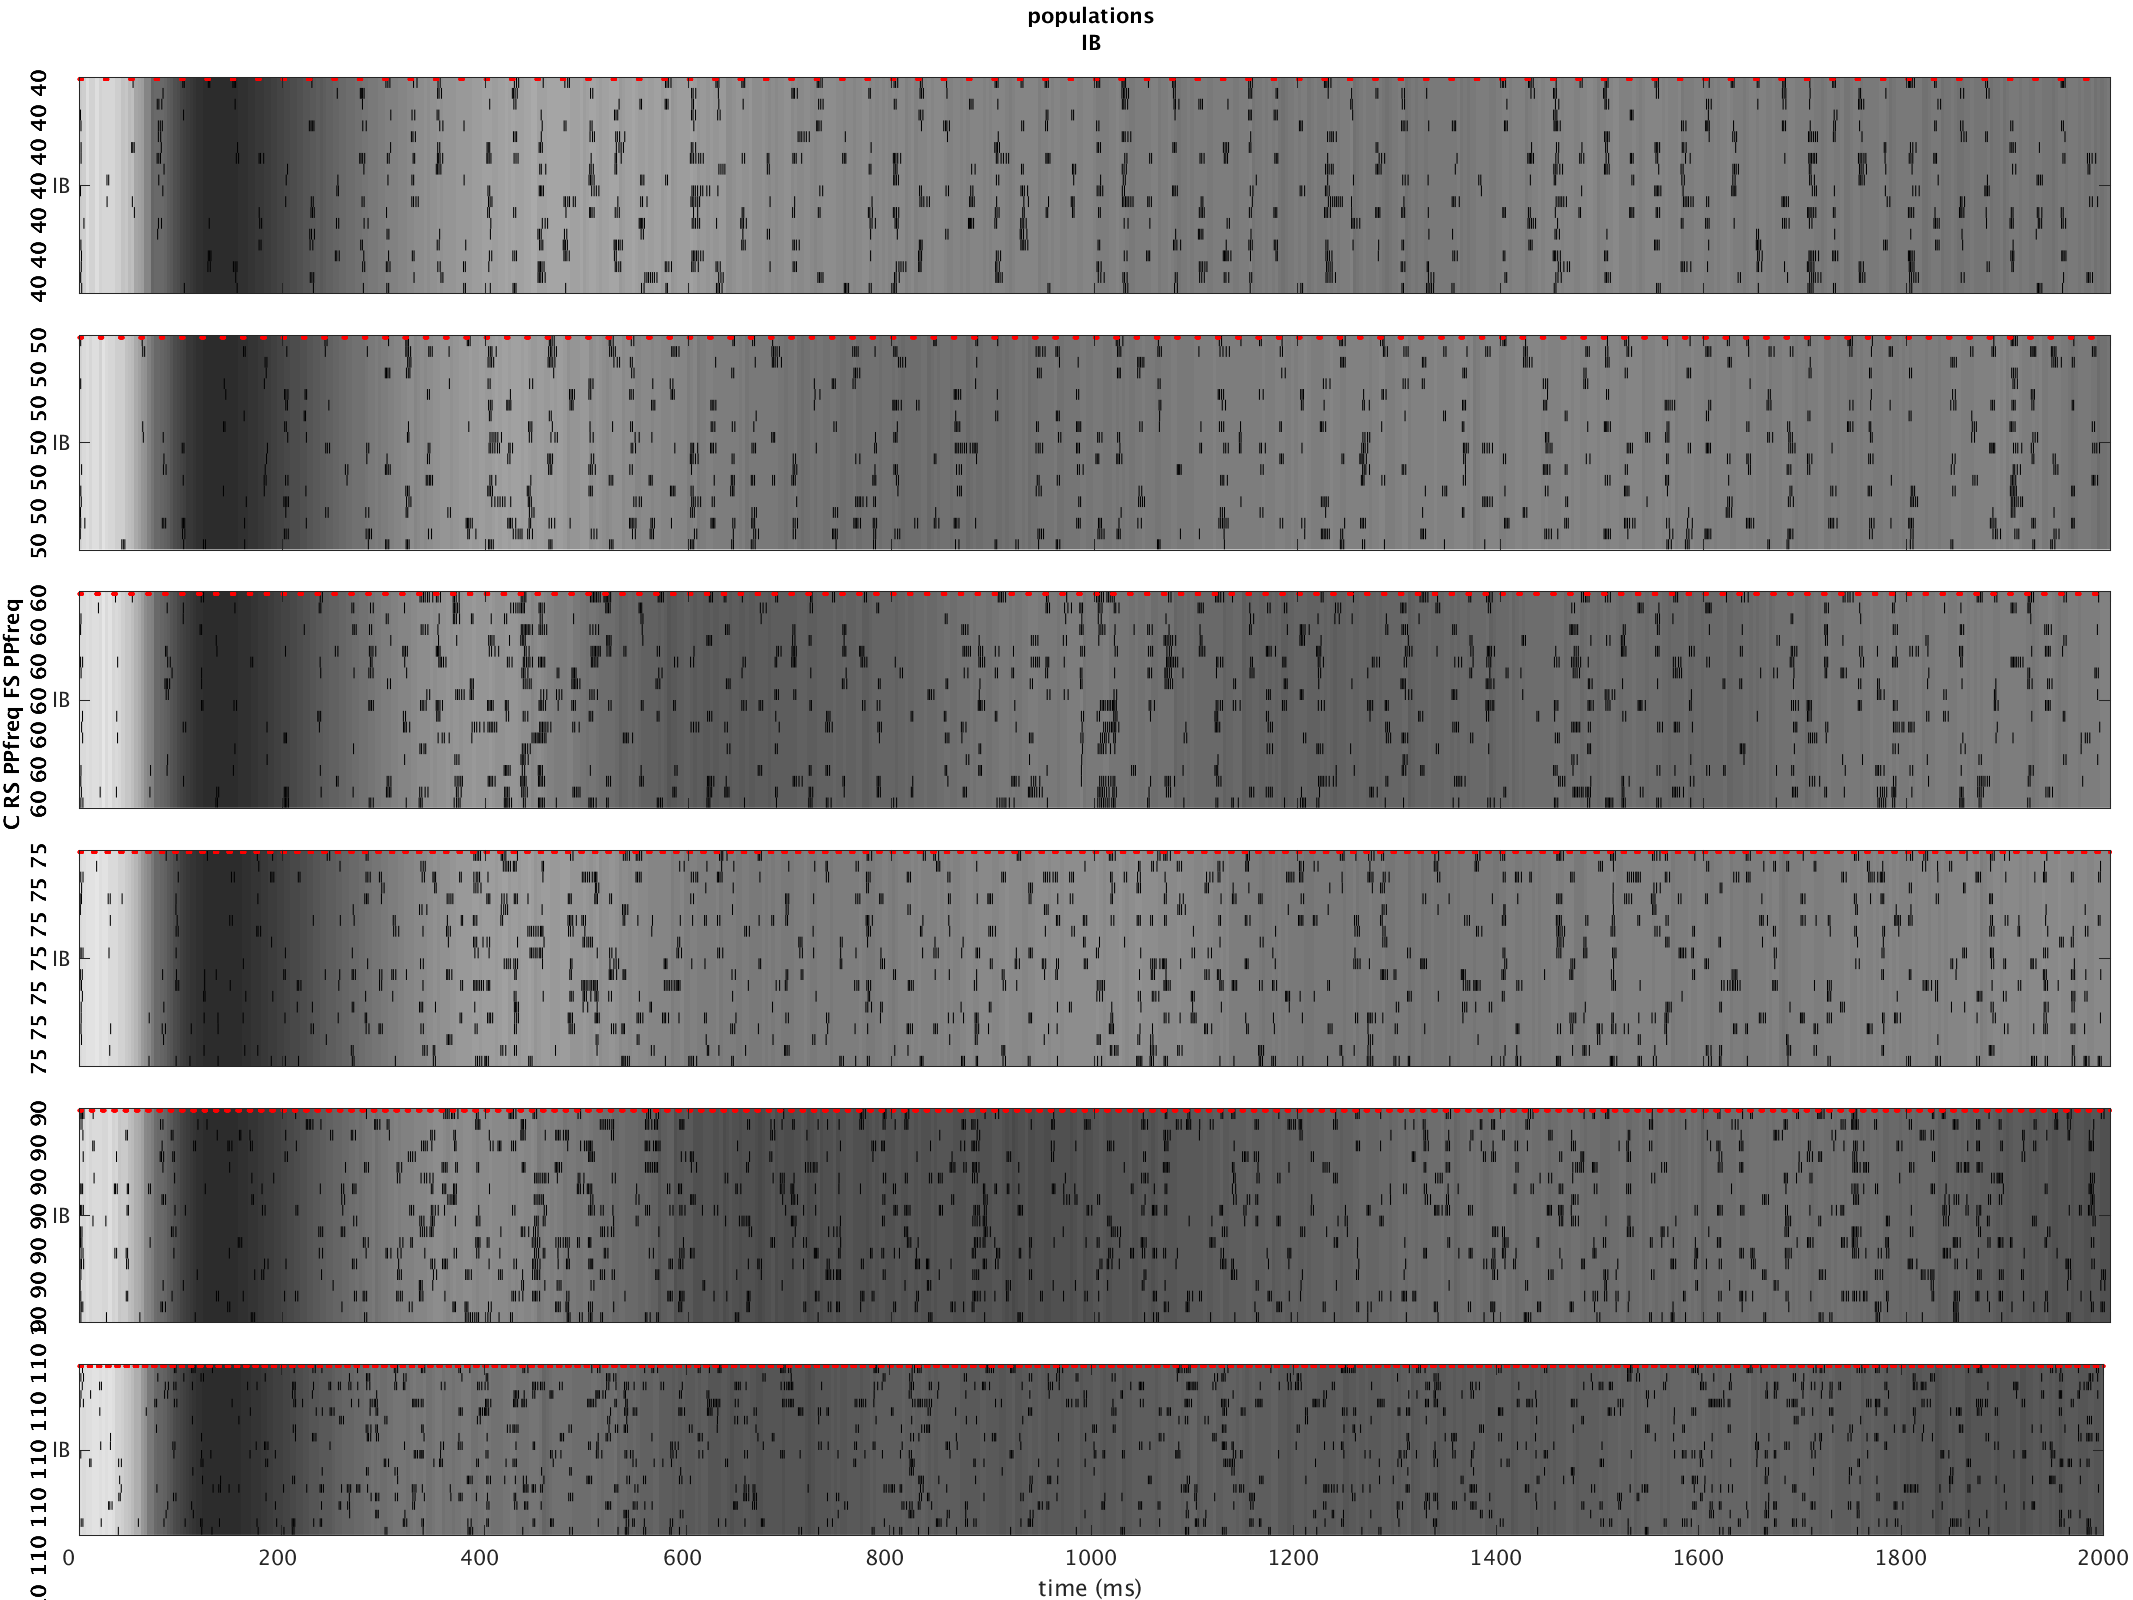 populations
IB
40 40 40 40 40 40 40
IB
50 50 50 50 50 50 50
IB
C RS PPfreq FS PPfreq
60 60 60 60 60 60 60
IB
75 75 75 75 75 75 75
IB
90 90 90 90 90 90 90
IB
110 110 110 110 110
IB
0 200 400 600 800 1000 1200 1400 1600 1800 2000
time (ms)